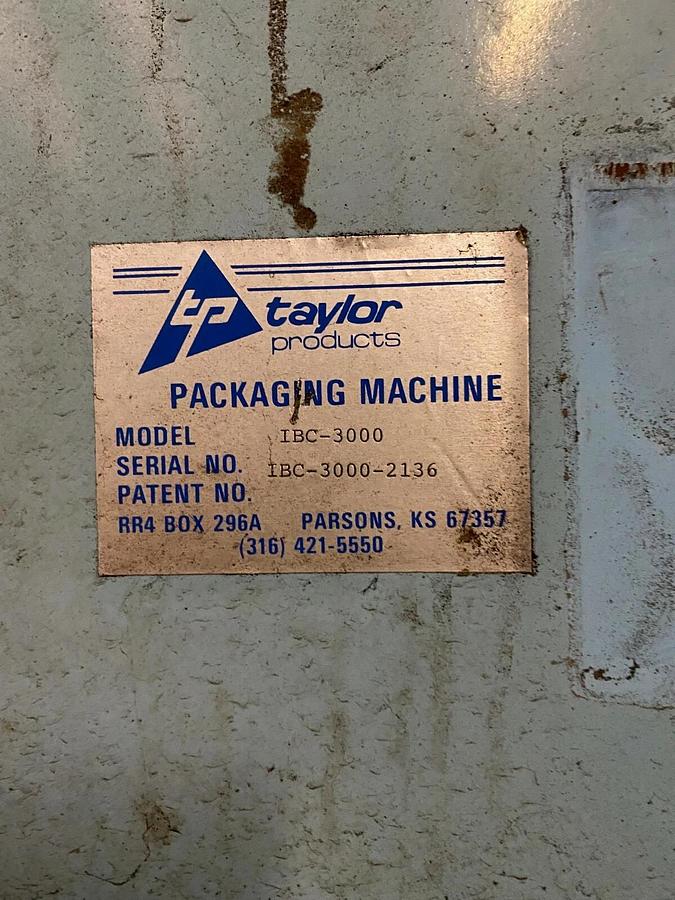 tp taylor
products
PACKAGING MACHINE
MODEL IBC-3000
SERIAL NO. IBC-3000-2136
PATENT NO.
RR4 BOX 296A PARSONS, KS 67357
(316) 421-5550